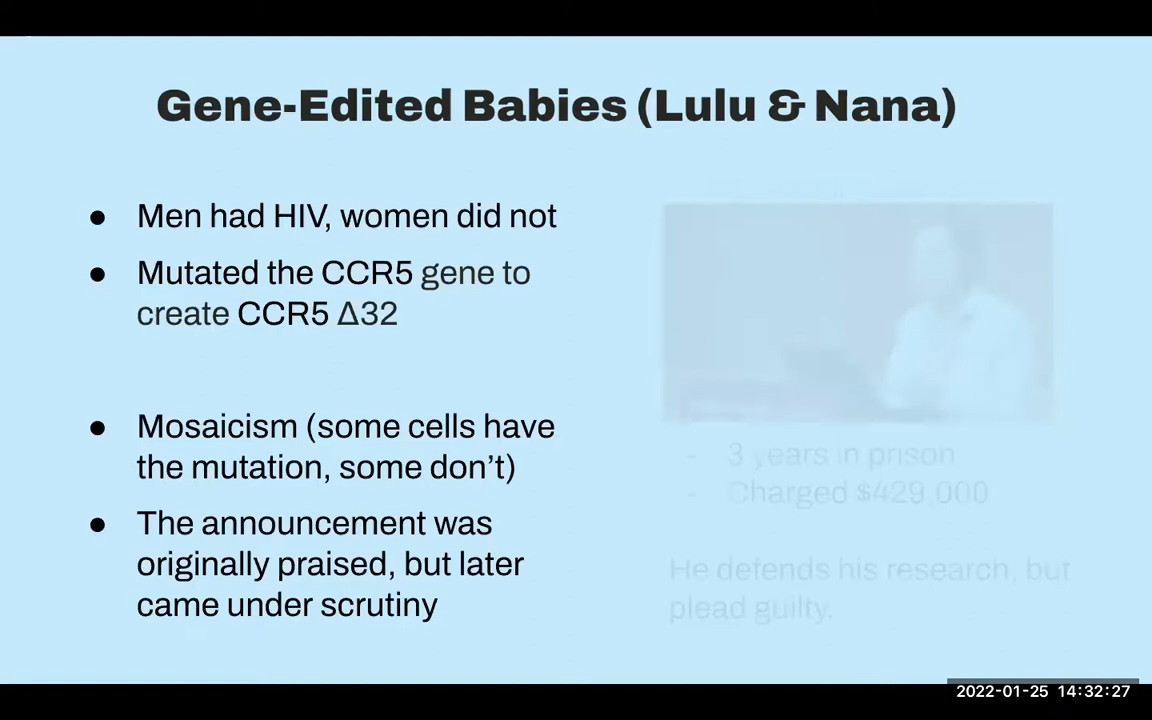 Gene-Edited Babies (Lulu & Nana)
● Men had HIV, women did not
● Mutated the CCR5 gene to
create CCR5 Δ32
● Mosaicism (some cells have
the mutation, some don’t)
● The announcement was
originally praised, but later
came under scrutiny
- 3 years in prison
- Charged $429,000
He defends his research, but
plead guilty.
2022-01-25 14:32:27